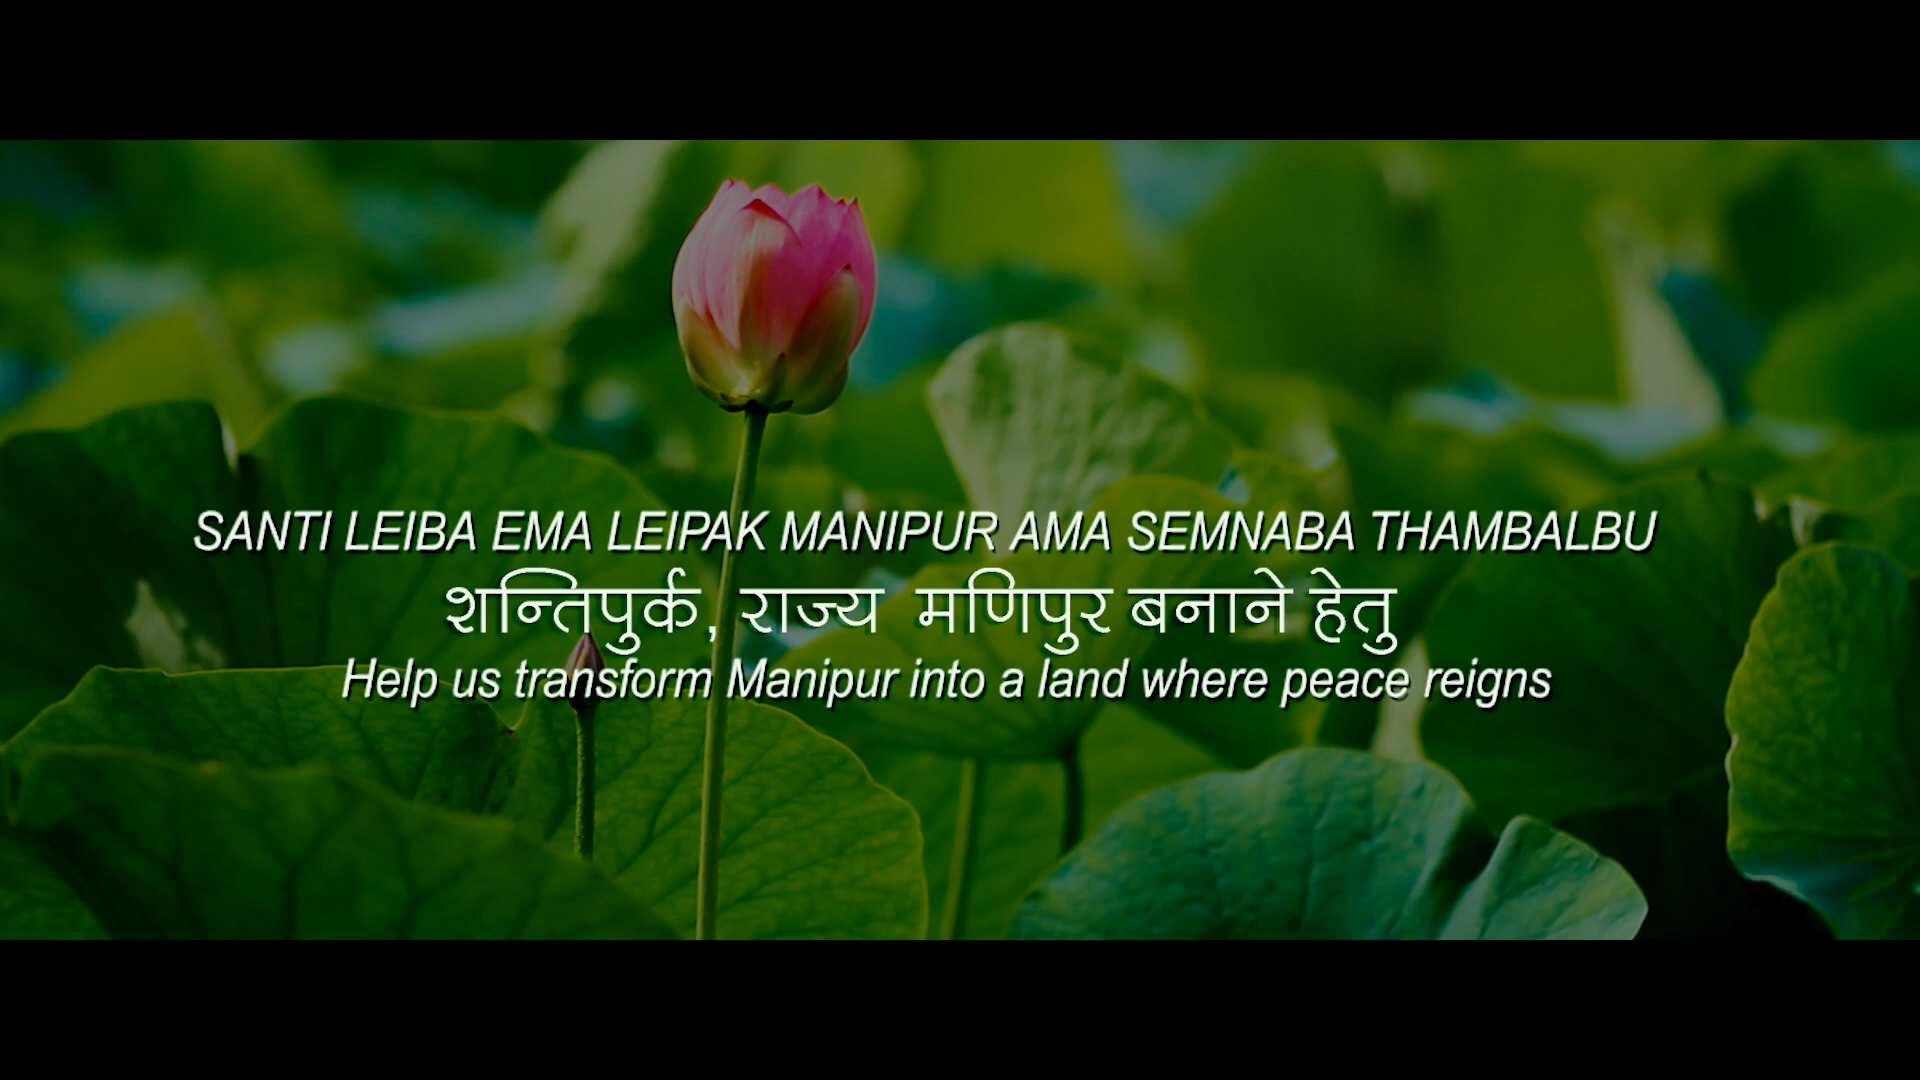 SANTI LEIBA EMA LEIPAK MANIPUR AMA SEMNABA THAMBALBU
शन्तिपुर्क, राज्य मणिपुर बनाने हेतु
Help us transform Manipur into a land where peace reigns